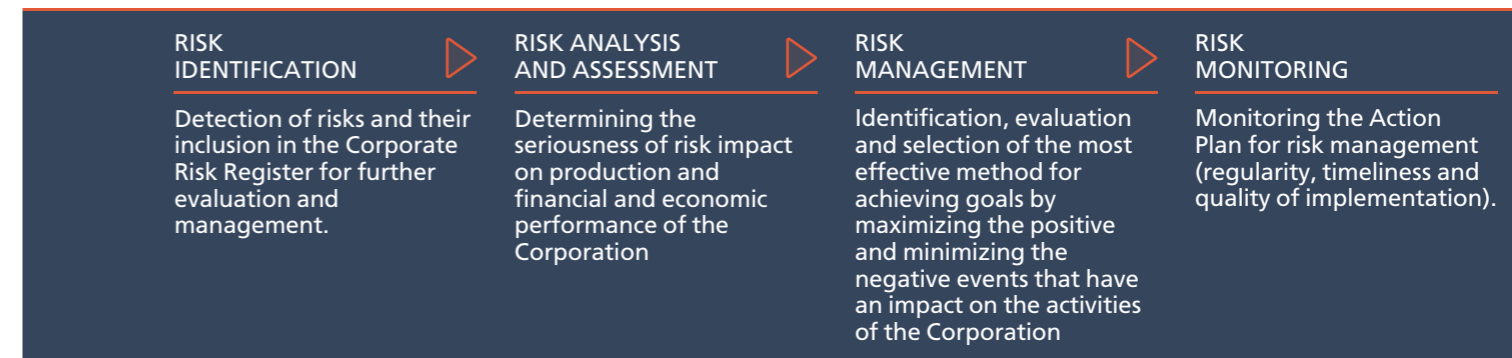 RISK
IDENTIFICATION
Detection of risks and their
inclusion in the Corporate
Risk Register for further
evaluation and
management.
RISK ANALYSIS
AND ASSESSMENT
Determining the
seriousness of risk impact
on production and
financial and economic
performance of the
Corporation
RISK
MANAGEMENT
Identification, evaluation
and selection of the most
effective method for
achieving goals by
maximizing the positive
and minimizing the
negative events that have
an impact on the activities
of the Corporation
RISK
MONITORING
Monitoring the Action
Plan for risk management
(regularity, timeliness and
quality of implementation).